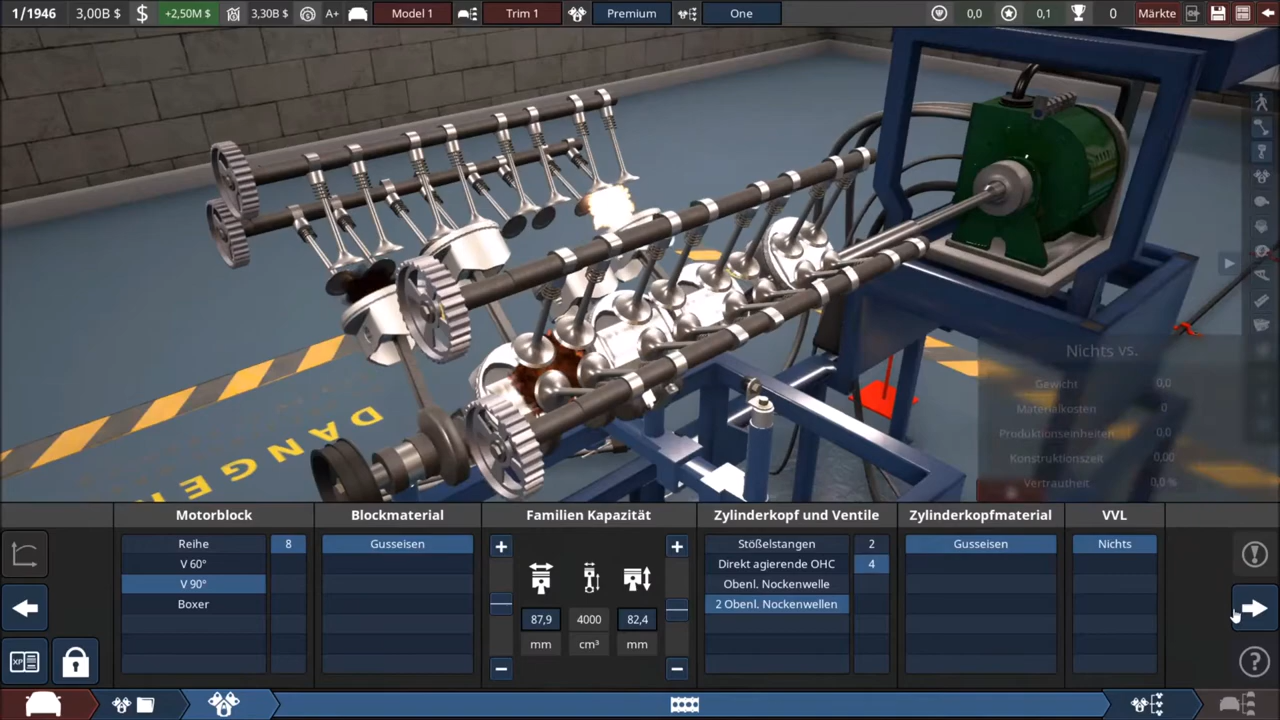 1/1946 3,00B $ $ +2,50M $ 3,30B $ A+ Model 1 Trim 1 Premium One 0,0 0,1 0 Märkte
DANGE
Nichts vs.
Gewicht 0,0
Materialkosten 0
Produktionseinheiten 0,0
Konstruktionszeit 0,00
Vertrautheit 0,0 %
Motorblock Blockmaterial Familien Kapazität Zylinderkopf und Ventile Zylinderkopfmaterial VVL
Reihe 8 Gusseisen + + Stößelstangen 2 Gusseisen Nichts
V 60° Direkt agierende OHC 4
V 90° Obenl. Nockenwelle
Boxer 2 Obenl. Nockenwellen
87,9 4000 82,4
mm cm³ mm
XP − − ?